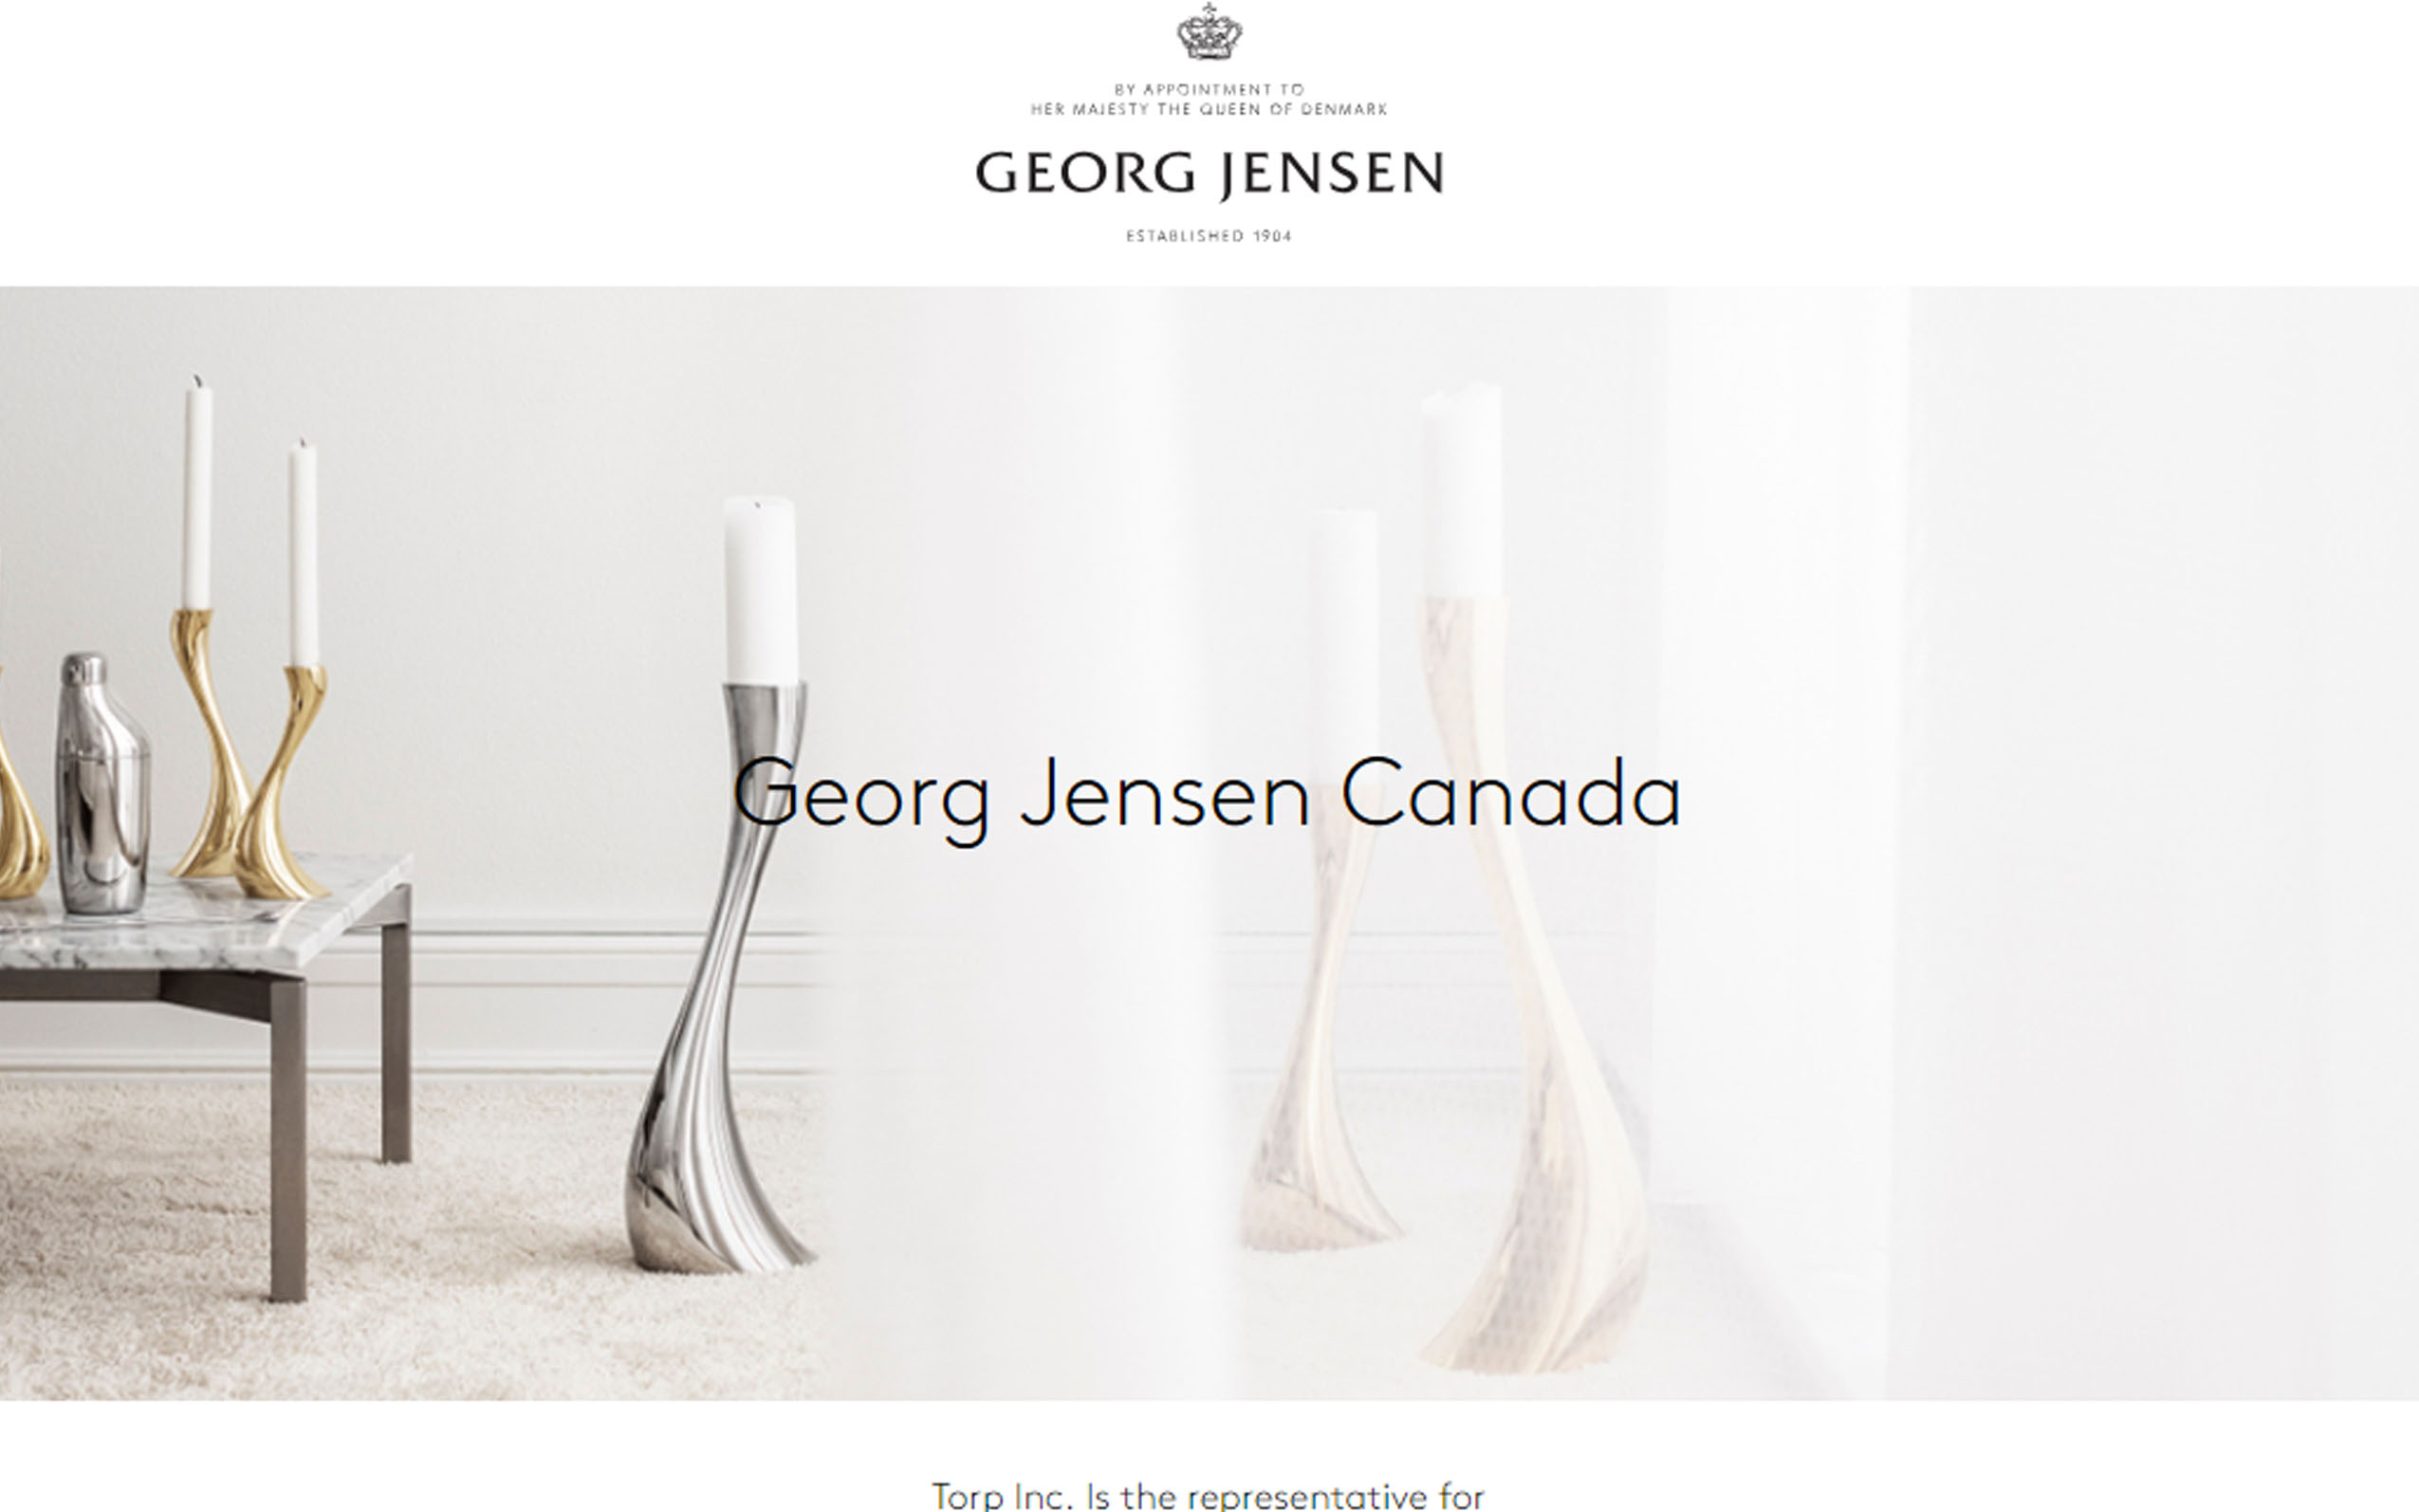 BY APPOINTMENT TO
HER MAJESTY THE QUEEN OF DENMARK
GEORG JENSEN
ESTABLISHED 1904
Georg Jensen Canada
Torp Inc. Is the representative for